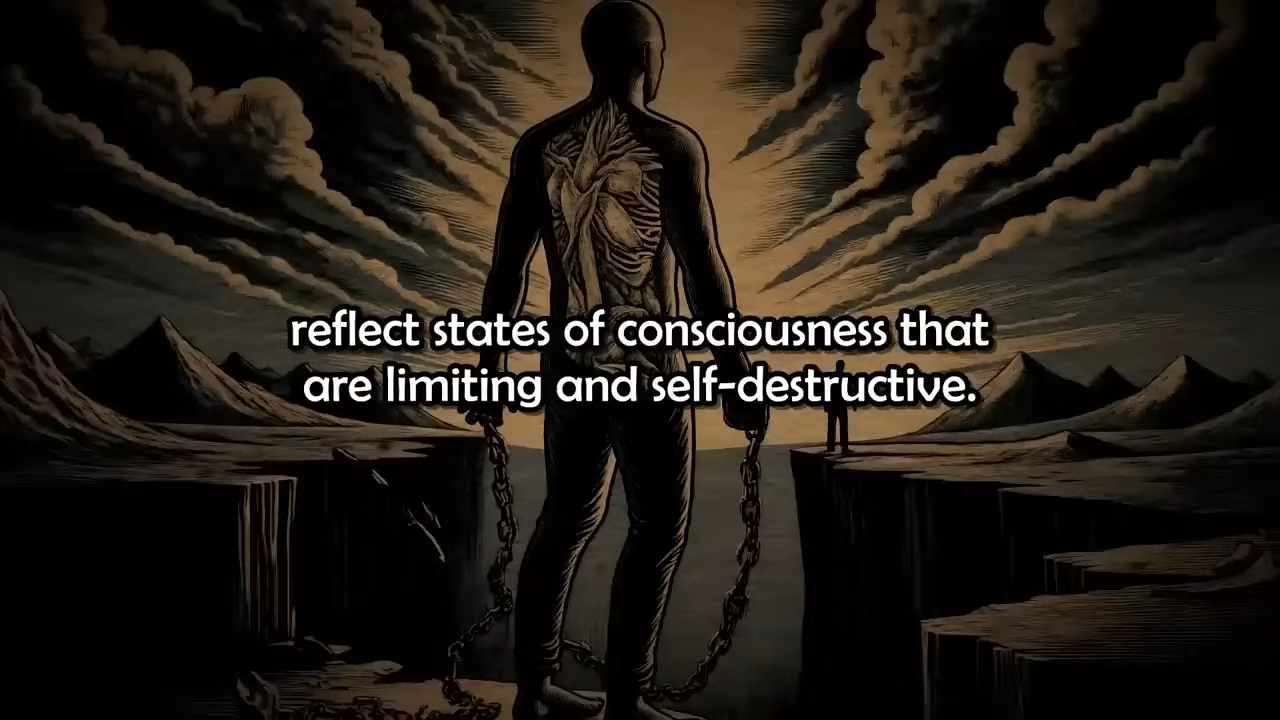 reflect states of consciousness that
are limiting and self-destructive.